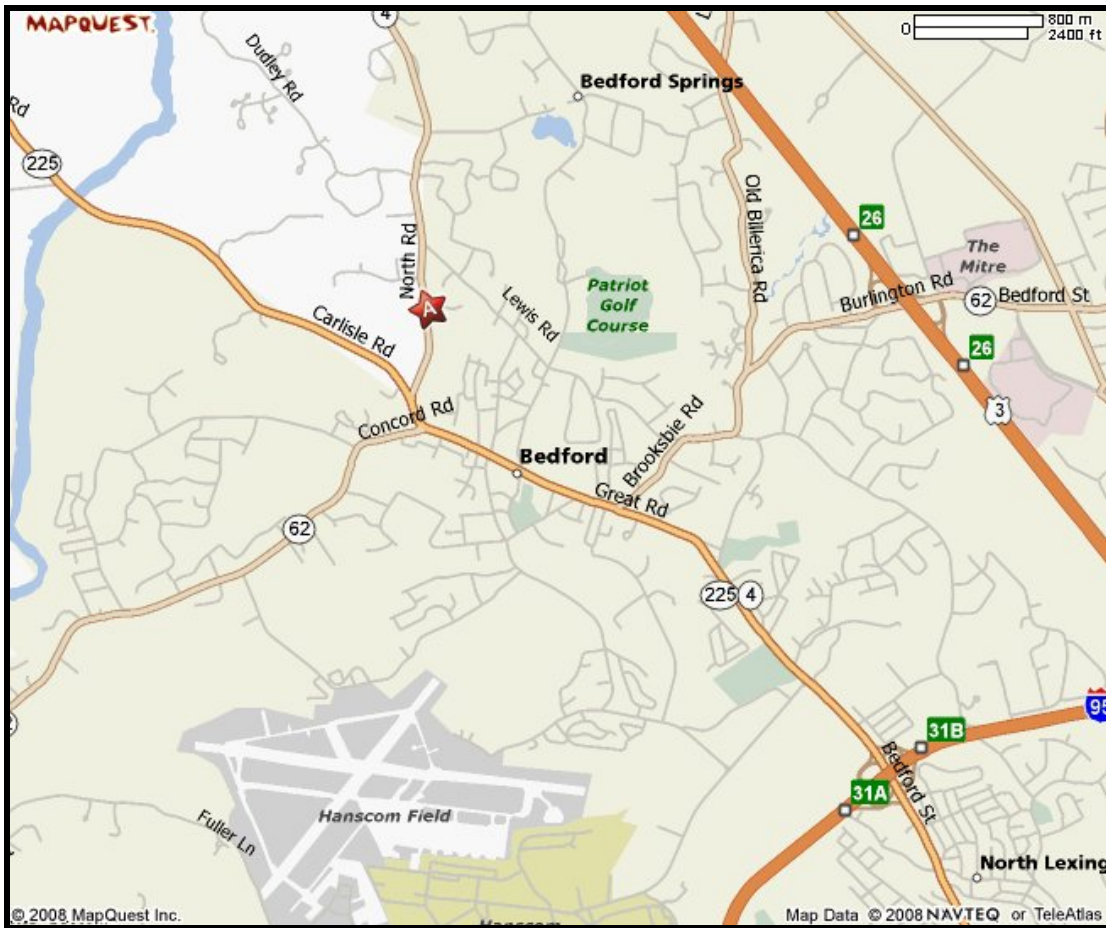 MAPQUEST.
4
0
800 m
2400 ft
Dudley Rd
Bedford Springs
Rd
225
26
Old Billerica Rd
The
Mitre
North Rd
Burlington Rd
62
Bedford St
Patriot
Golf
Course
Lewis Rd
A
Carlisle Rd
26
3
Concord Rd
Brooksbie Rd
Bedford
Great Rd
62
225
4
95
31B
Bedford St
31A
Hanscom Field
Fuller Ln
North Lexing
© 2008 MapQuest Inc.
Map Data © 2008 NAVTEQ or TeleAtlas